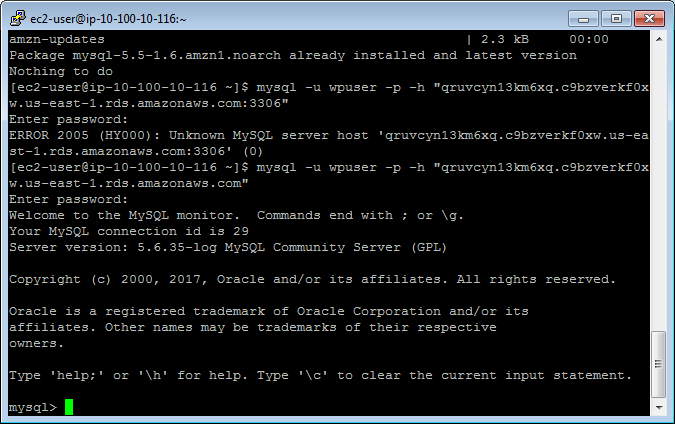 ec2-user@ip-10-100-10-116:~
amzn-updates | 2.3 kB 00:00
Package mysql-5.5-1.6.amzn1.noarch already installed and latest version
Nothing to do
[ec2-user@ip-10-100-10-116 ~]$ mysql -u wpuser -p -h "qruvcyn13km6xq.c9bzverkf0x
w.us-east-1.rds.amazonaws.com:3306"
Enter password:
ERROR 2005 (HY000): Unknown MySQL server host 'qruvcyn13km6xq.c9bzverkf0xw.us-ea
st-1.rds.amazonaws.com:3306' (0)
[ec2-user@ip-10-100-10-116 ~]$ mysql -u wpuser -p -h "qruvcyn13km6xq.c9bzverkf0x
w.us-east-1.rds.amazonaws.com"
Enter password:
Welcome to the MySQL monitor.  Commands end with ; or \g.
Your MySQL connection id is 29
Server version: 5.6.35-log MySQL Community Server (GPL)
Copyright (c) 2000, 2017, Oracle and/or its affiliates. All rights reserved.
Oracle is a registered trademark of Oracle Corporation and/or its
affiliates. Other names may be trademarks of their respective
owners.
Type 'help;' or '\h' for help. Type '\c' to clear the current input statement.
mysql>